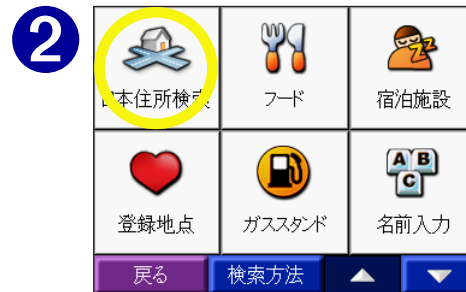 2
日本住所検索 フード 宿泊施設
A B
C
登録地点 ガススタンド 名前入力
戻る 検索方法